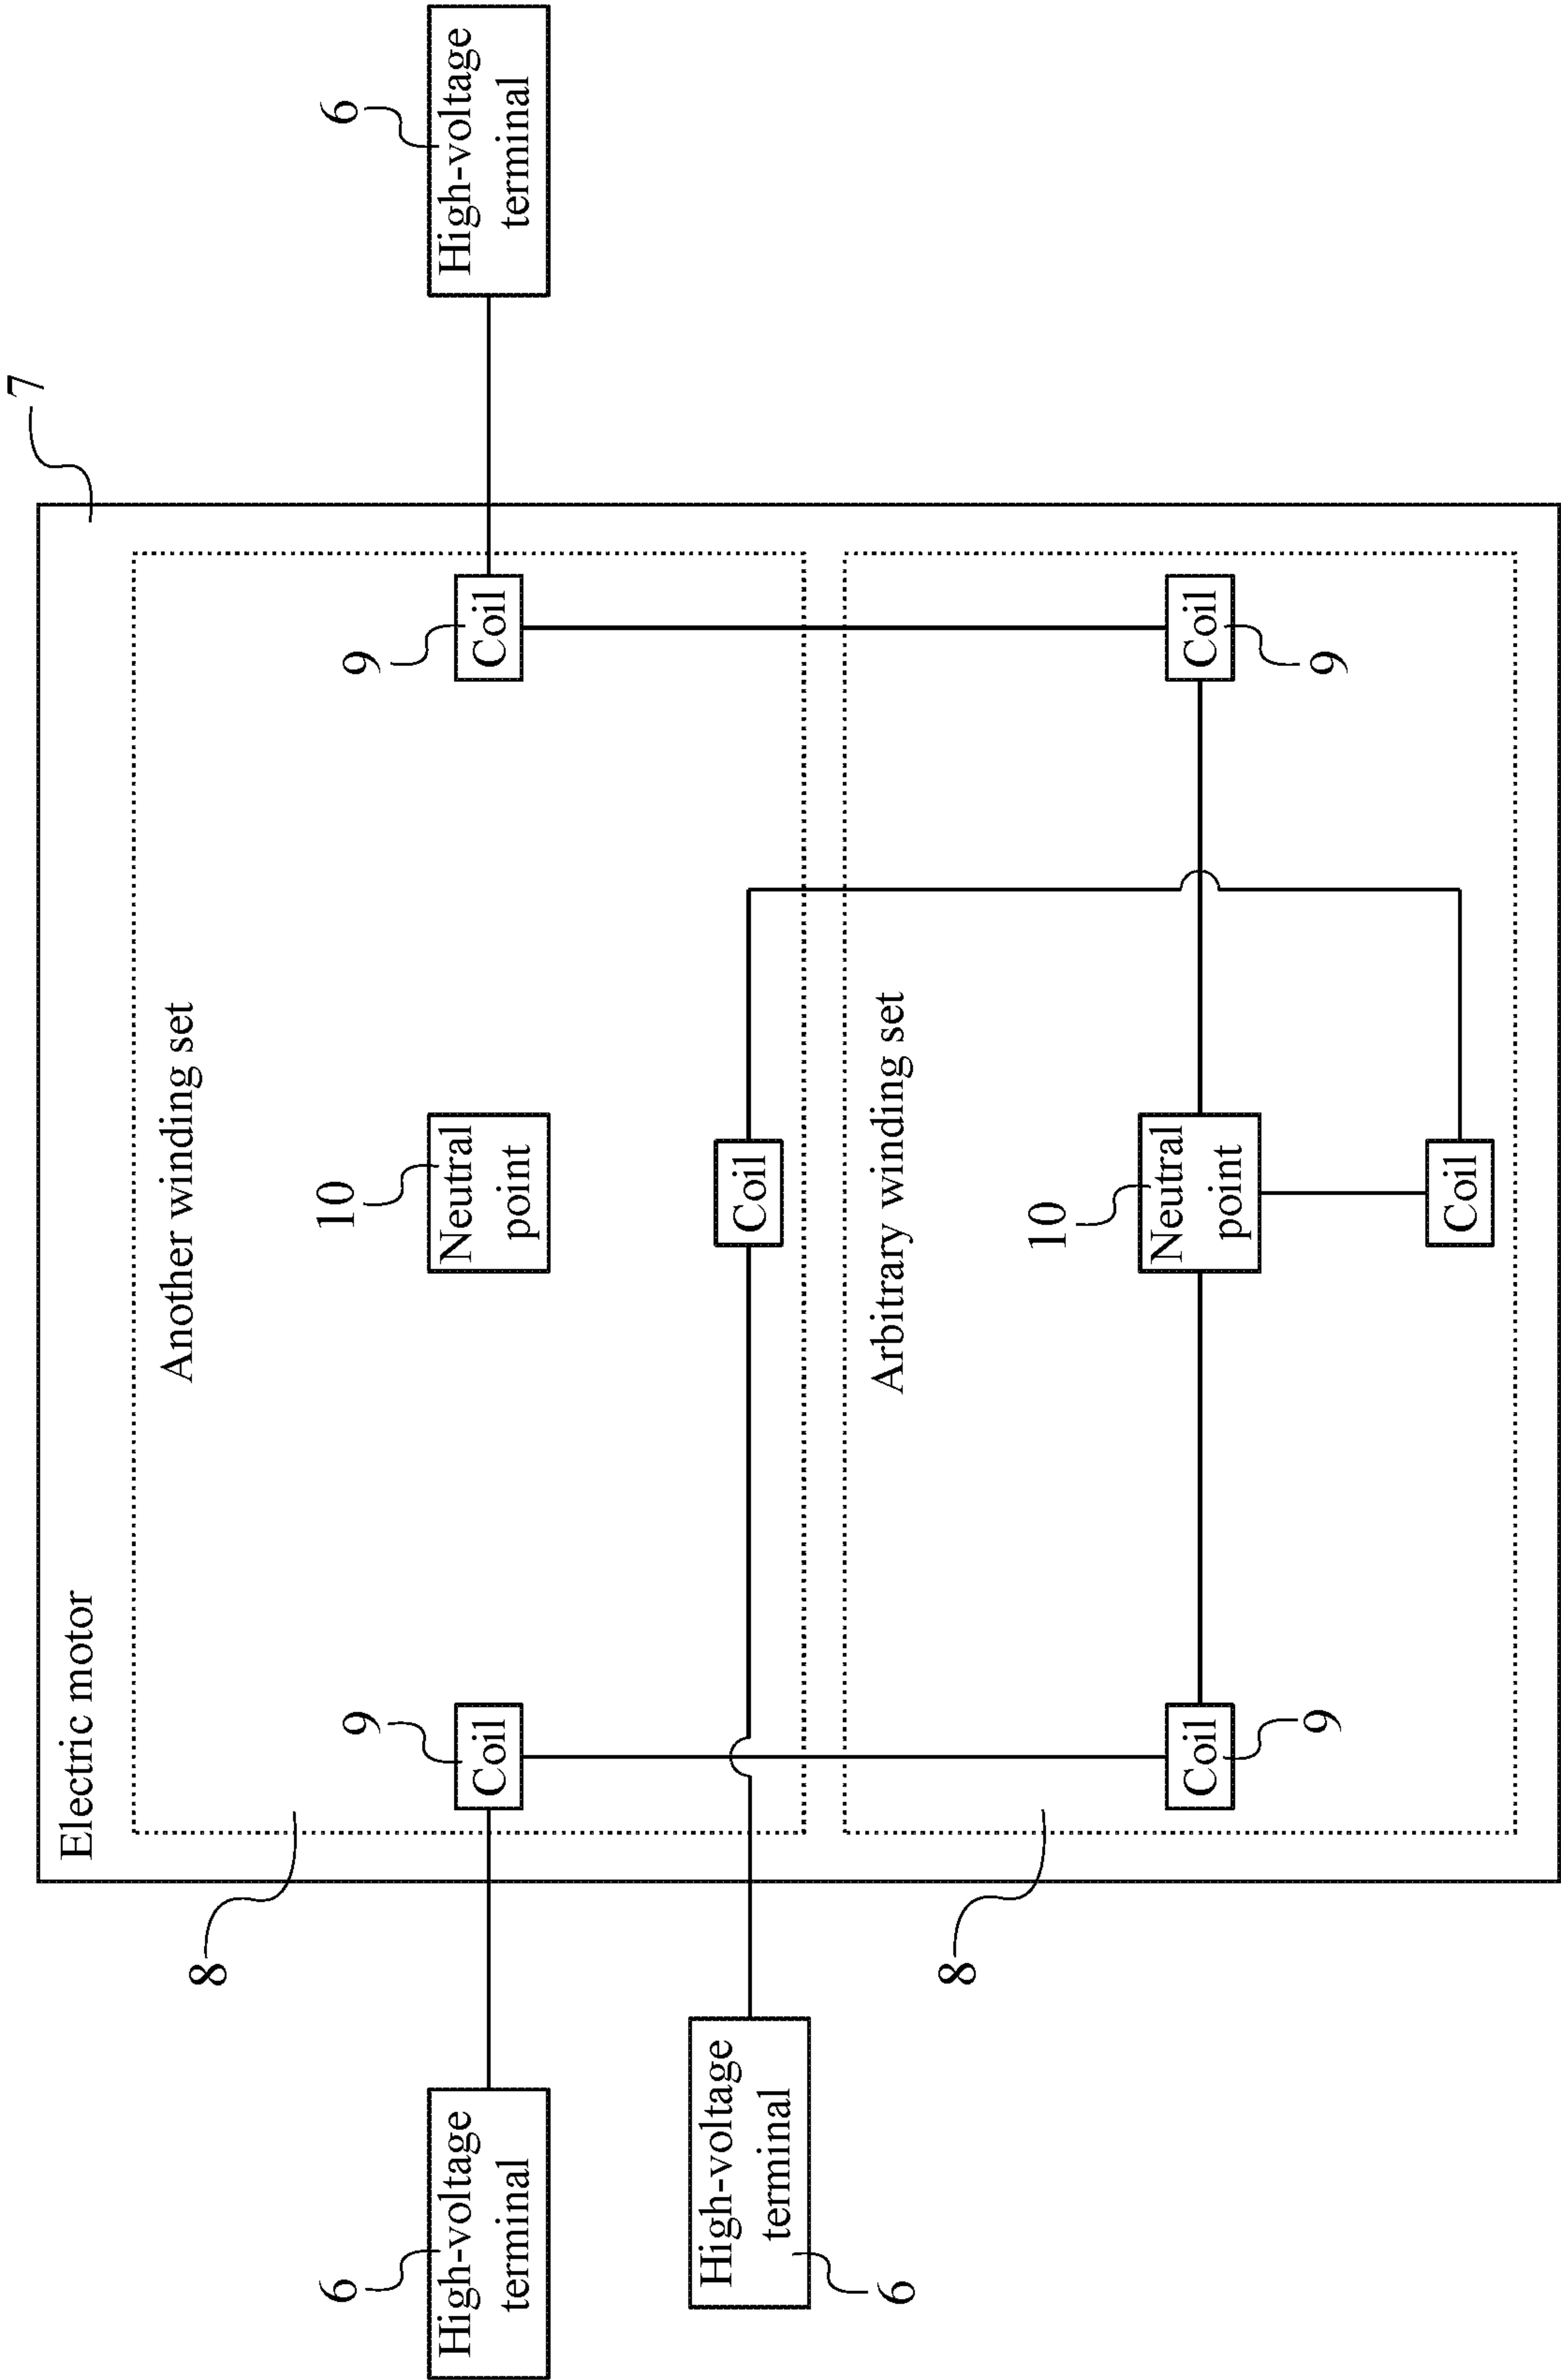 7
Electric motor
Another winding set
8
6
9
10
9
6
High-voltage
terminal
Coil
Neutral
point
Coil
High-voltage
terminal
High-voltage
terminal
Coil
6
Arbitrary winding set
8
10
Coil
Neutral
point
Coil
9
9
Coil